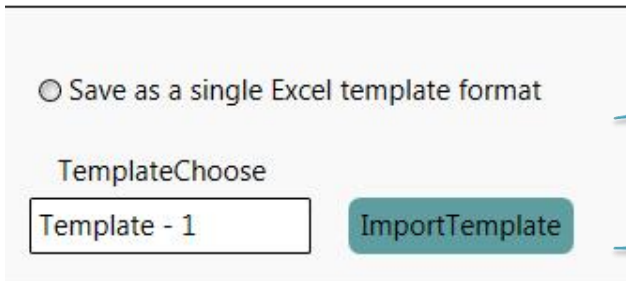 Save as a single Excel template format
TemplateChoose
Template - 1
ImportTemplate